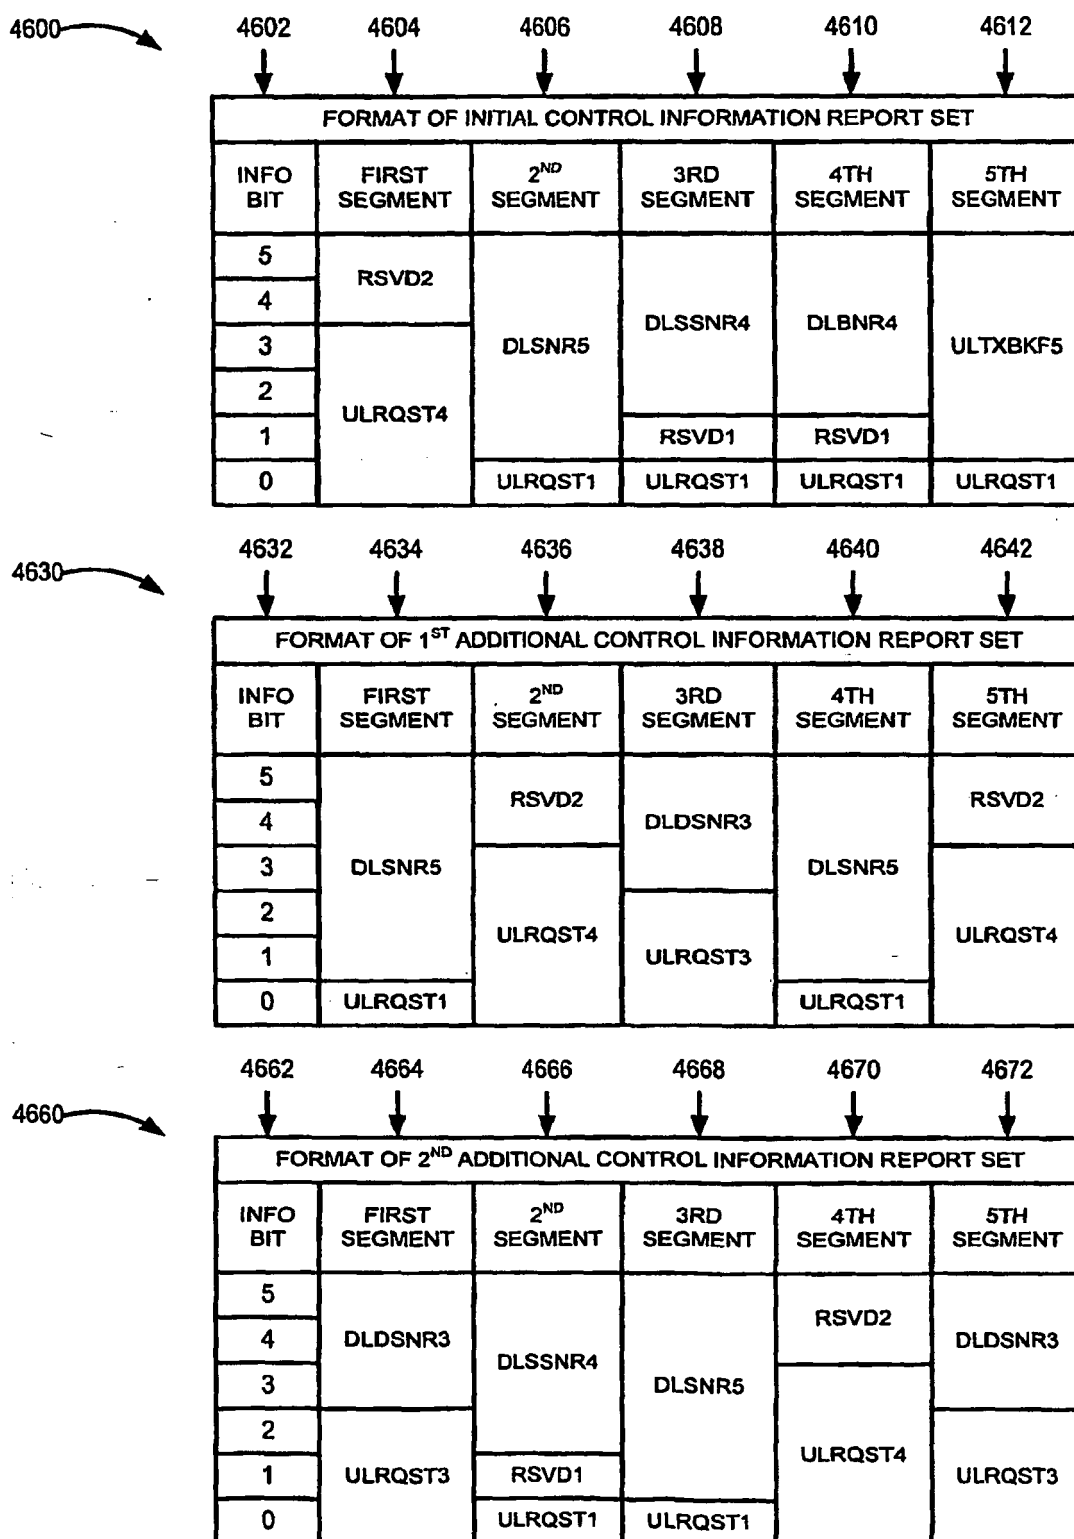 4600 4602 4604 4606 4608 4610 4612
FORMAT OF INITIAL CONTROL INFORMATION REPORT SET
INFO BIT FIRST SEGMENT 2ND SEGMENT 3RD SEGMENT 4TH SEGMENT 5TH SEGMENT
5
RSVD2
4
DLSSNR4 DLBNR4
3
DLSNR5 ULTXBKF5
2
ULRQST4
1 RSVD1 RSVD1
0 ULRQST1 ULRQST1 ULRQST1 ULRQST1
4630 4632 4634 4636 4638 4640 4642
FORMAT OF 1ST ADDITIONAL CONTROL INFORMATION REPORT SET
INFO BIT FIRST SEGMENT 2ND SEGMENT 3RD SEGMENT 4TH SEGMENT 5TH SEGMENT
5
RSVD2 RSVD2
4 DLDSNR3
3 DLSNR5 DLSNR5
2
ULRQST4 ULRQST4
1 ULRQST3
0 ULRQST1 ULRQST1
4660 4662 4664 4666 4668 4670 4672
FORMAT OF 2ND ADDITIONAL CONTROL INFORMATION REPORT SET
INFO BIT FIRST SEGMENT 2ND SEGMENT 3RD SEGMENT 4TH SEGMENT 5TH SEGMENT
5
RSVD2
4 DLDSNR3 DLDSNR3
DLSSNR4
3 DLSNR5
2
ULRQST4
1 ULRQST3 RSVD1 ULRQST3
0 ULRQST1 ULRQST1